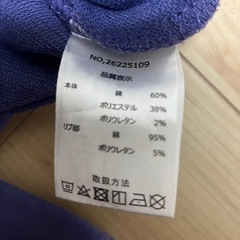 NO,26225109
品質表示
本体 綿 60%
ポリエステル 38%
ポリウレタン 2%
リブ部 綿 95%
ポリウレタン 5%
取扱方法